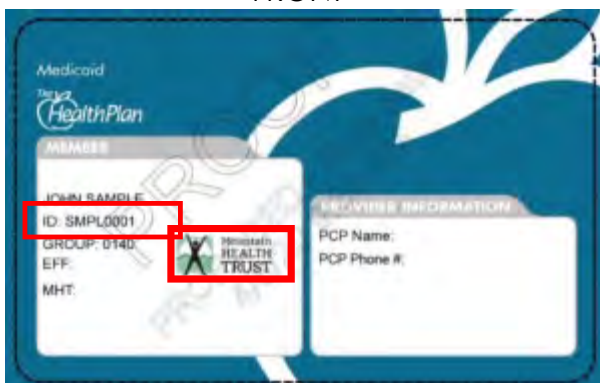 Medicaid
The
HealthPlan
MEMBER
JOHN SAMPLE
ID: SMPL0001
GROUP: 0140
EFF:
MHT:
Mountain
HEALTH
TRUST
PROVIDER INFORMATION
PCP Name:
PCP Phone #: